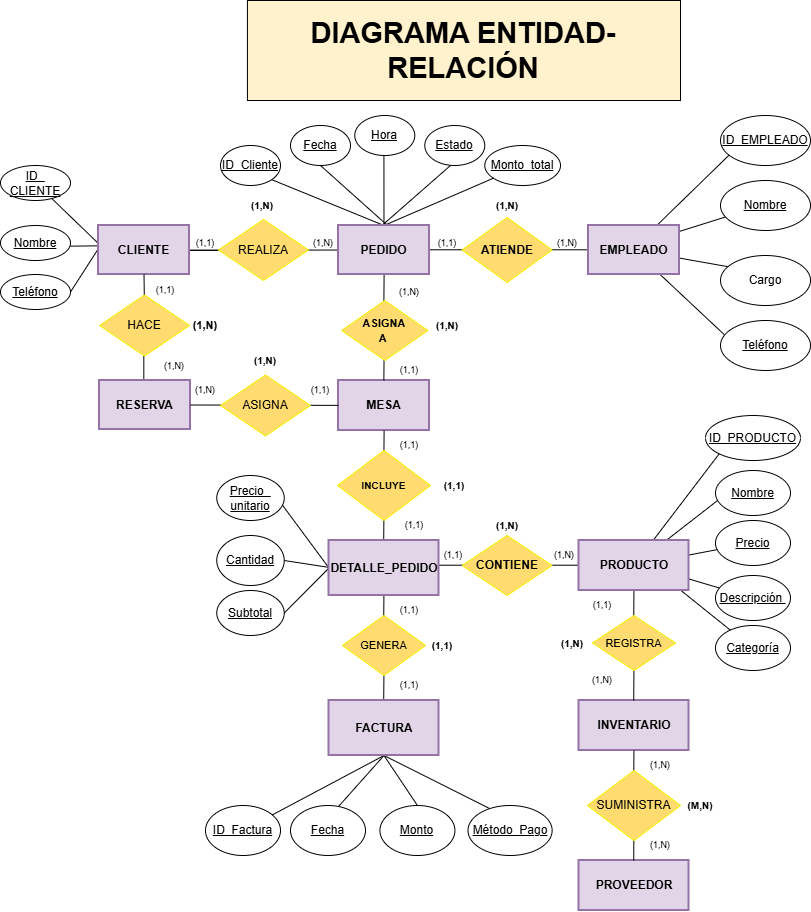 DIAGRAMA ENTIDAD-
RELACIÓN
ID_Cliente
Fecha
Hora
Estado
Monto_total
ID_EMPLEADO
ID_
CLIENTE
Nombre
Teléfono
Nombre
Cargo
Teléfono
(1,N)
(1,N)
CLIENTE
(1,1)
REALIZA
(1,N)
PEDIDO
(1,1)
ATIENDE
(1,N)
EMPLEADO
(1,1)
HACE
(1,N)
(1,N)
(1,N)
ASIGNA
A
(1,N)
(1,1)
(1,N)
RESERVA
(1,N)
ASIGNA
(1,1)
MESA
(1,1)
INCLUYE
(1,1)
(1,1)
ID_PRODUCTO
Nombre
Precio
Descripción_
Categoría
Precio_
unitario
Cantidad
Subtotal
(1,N)
DETALLE_PEDIDO
(1,1)
CONTIENE
(1,N)
PRODUCTO
(1,1)
GENERA
(1,1)
(1,1)
(1,1)
(1,N)
REGISTRA
(1,N)
FACTURA
INVENTARIO
(1,N)
SUMINISTRA
(M,N)
(1,N)
PROVEEDOR
ID_Factura
Fecha
Monto
Método_Pago